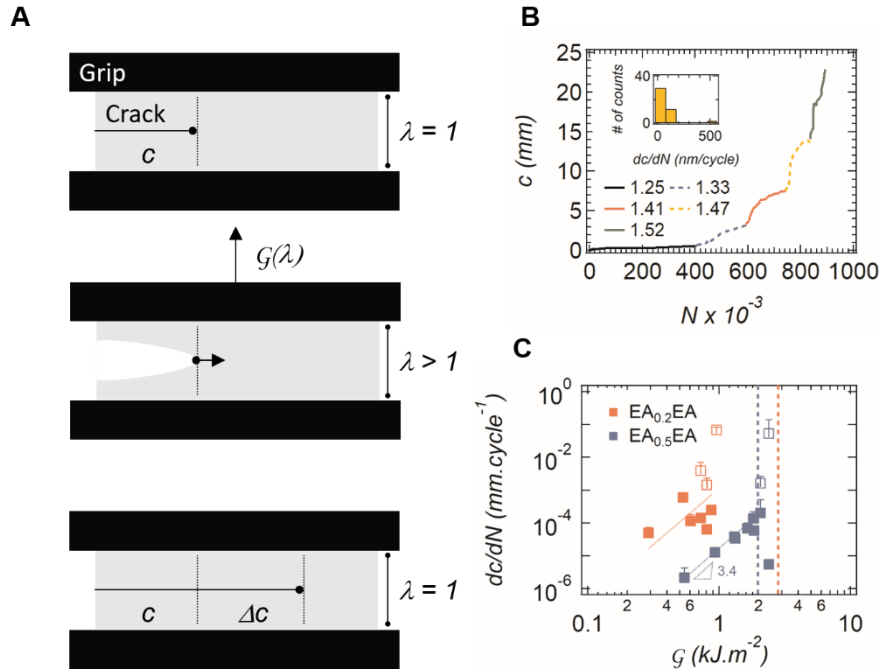 A
Grip
Crack
c
λ = 1
G(λ)
λ > 1
c
Δc
λ = 1
B
25
20
15
10
5
0
c (mm)
# of counts
40
0
0
500
dc/dN (nm/cycle)
1.25
1.33
1.41
1.47
1.52
0
200
400
600
800
1000
N x 10⁻³
C
dc/dN (mm.cycle⁻¹)
10⁰
10⁻²
10⁻⁴
10⁻⁶
EA₀.₂EA
EA₀.₅EA
3.4
0.1
2
4
6
1
2
4
6
10
G (kJ.m⁻²)